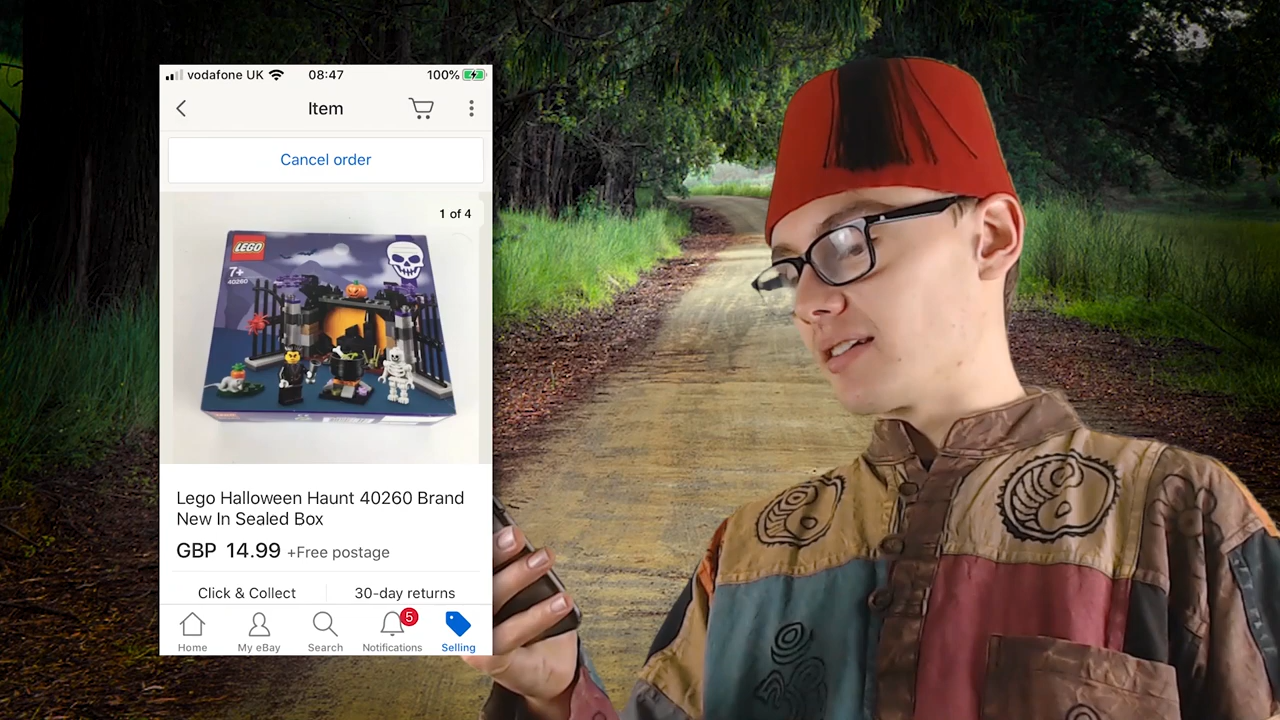 vodafone UK 08:47 100%
Item
Cancel order
1 of 4
LEGO
7+
40260
Lego Halloween Haunt 40260 Brand
New In Sealed Box
GBP 14.99 +Free postage
Click & Collect 30-day returns
5
Home My eBay Search Notifications Selling